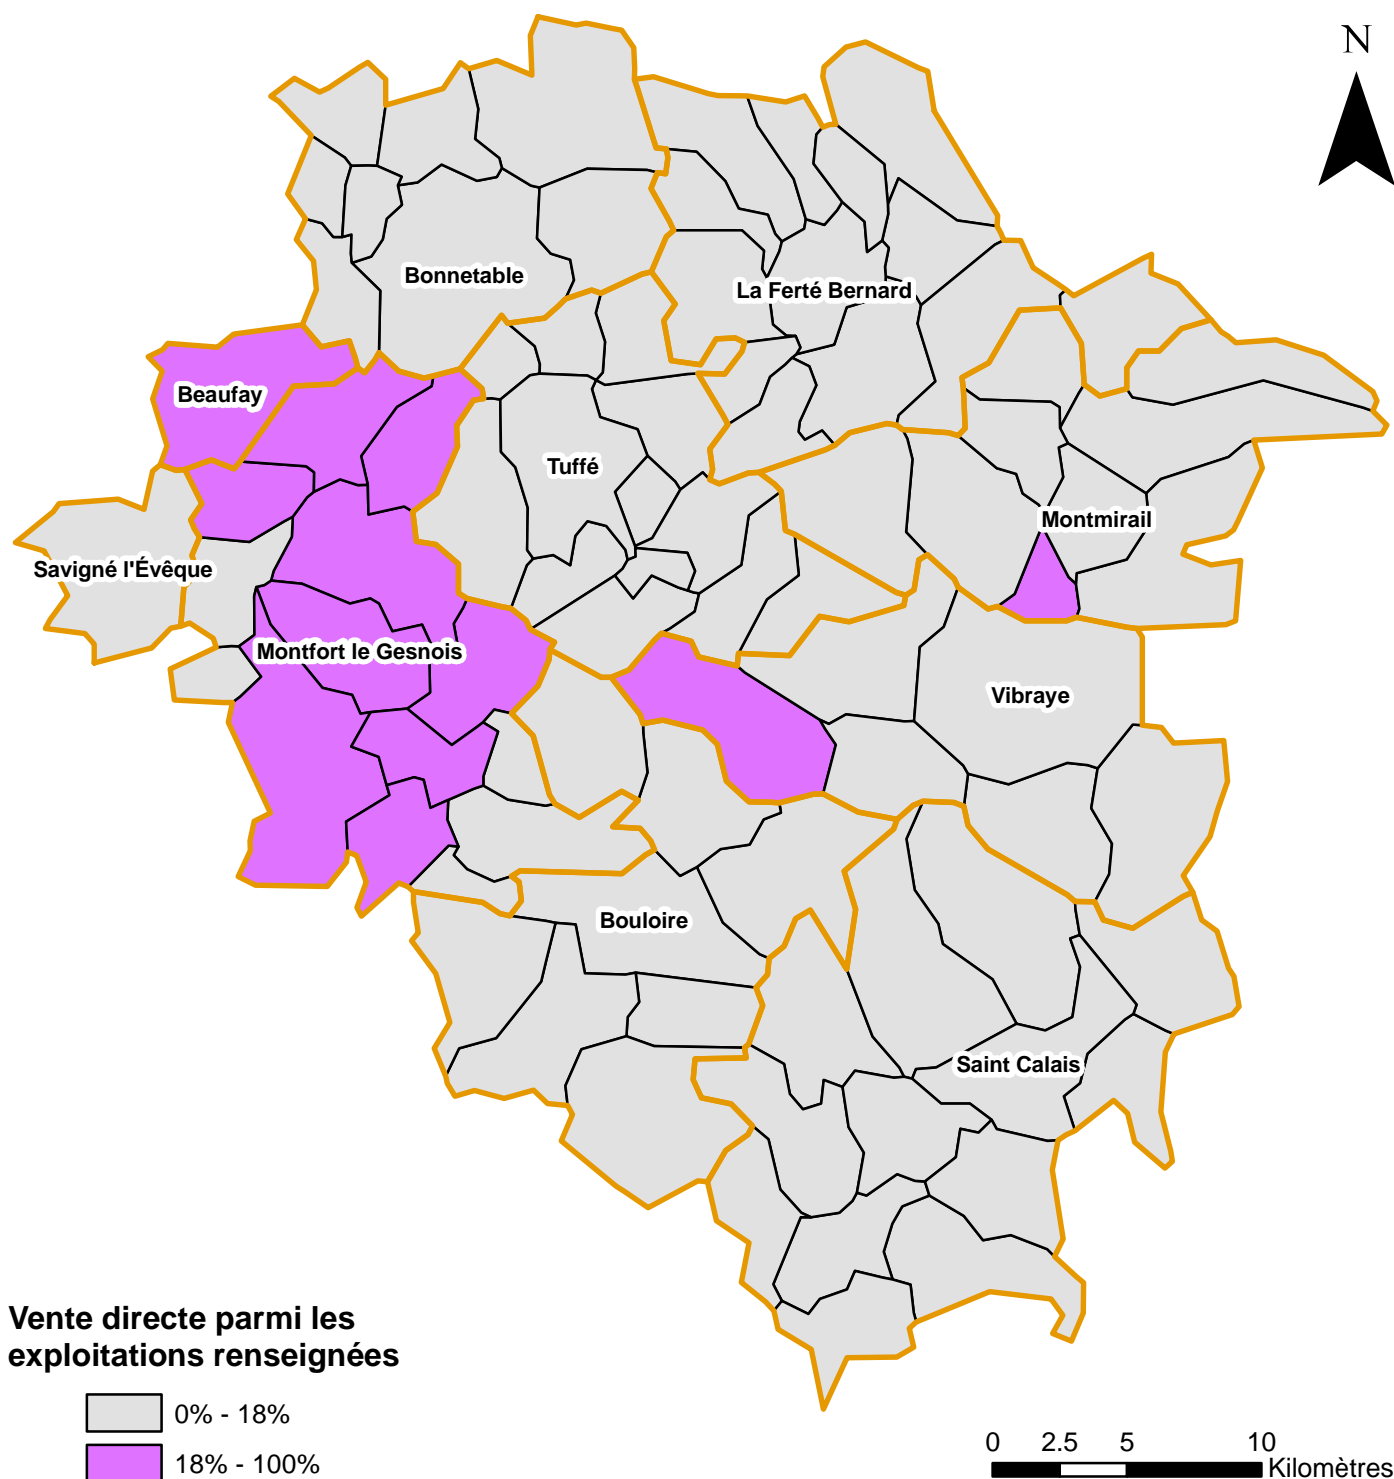 N
Bonnetable
La Ferté Bernard
Beaufay
Tuffé
Montmirail
Savigné l'Évêque
Montfort le Gesnois
Vibraye
Bouloire
Saint Calais
Vente directe parmi les
exploitations renseignées
0% - 18%
18% - 100%
0 2.5 5 10
Kilomètres